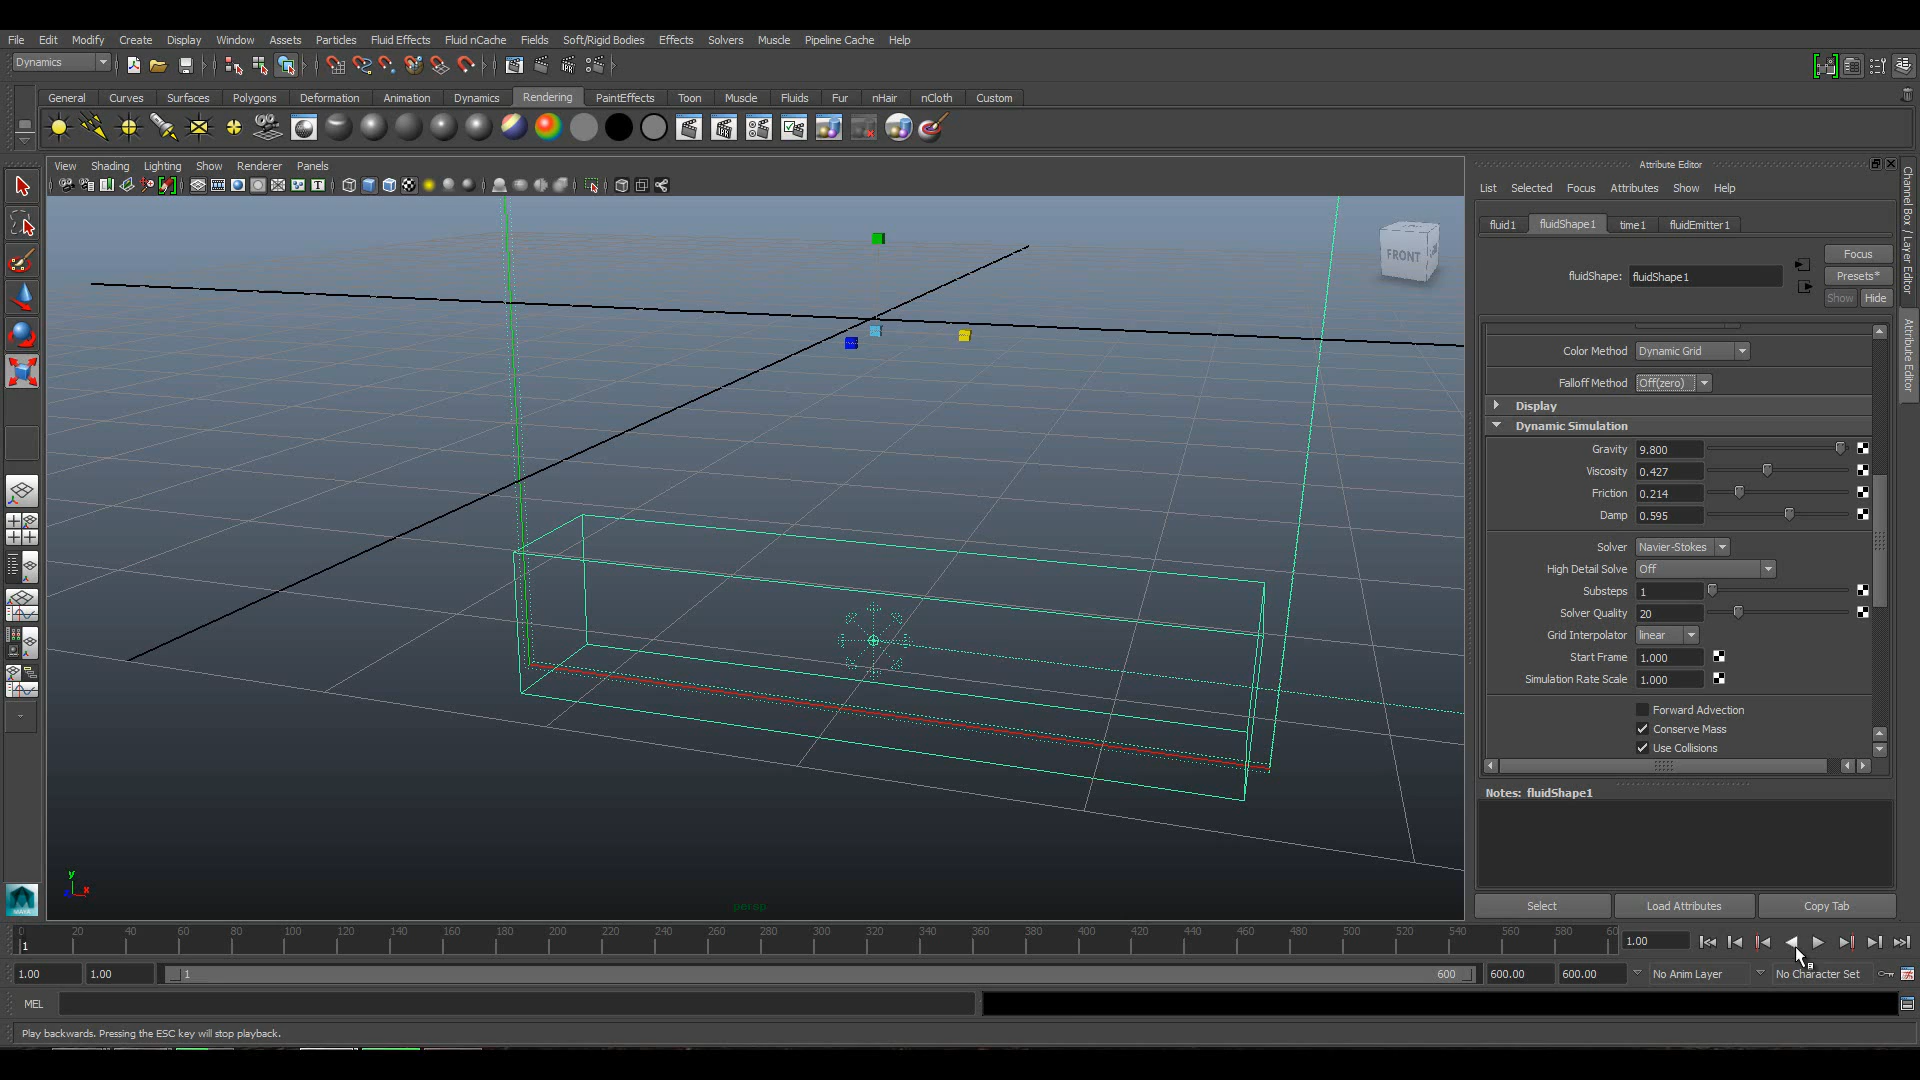 File Edit Modify Create Display Window Assets Particles Fluid Effects Fluid nCache Fields Soft/Rigid Bodies Effects Solvers Muscle Pipeline Cache Help
Dynamics
General Curves Surfaces Polygons Deformation Animation Dynamics Rendering PaintEffects Toon Muscle Fluids Fur nHair nCloth Custom
View Shading Lighting Show Renderer Panels
FRONT
y
x
persp
Attribute Editor
List Selected Focus Attributes Show Help
fluid1 fluidShape1 time1 fluidEmitter1
Focus
fluidShape: fluidShape1
Presets*
Show Hide
Color Method Dynamic Grid
Falloff Method Off(zero)
Display
Dynamic Simulation
Gravity 9.800
Viscosity 0.427
Friction 0.214
Damp 0.595
Solver Navier-Stokes
High Detail Solve Off
Substeps 1
Solver Quality 20
Grid Interpolator linear
Start Frame 1.000
Simulation Rate Scale 1.000
Forward Advection
Conserve Mass
Use Collisions
Notes: fluidShape1
Select Load Attributes Copy Tab
Channel Box / Layer Editor
Attribute Editor
0 20 40 60 80 100 120 140 160 180 200 220 240 260 280 300 320 340 360 380 400 420 440 460 480 500 520 540 560 580 60
1
1.00
1.00 1.00 1 600 600.00 600.00 No Anim Layer No Character Set
MEL
Play backwards. Pressing the ESC key will stop playback.